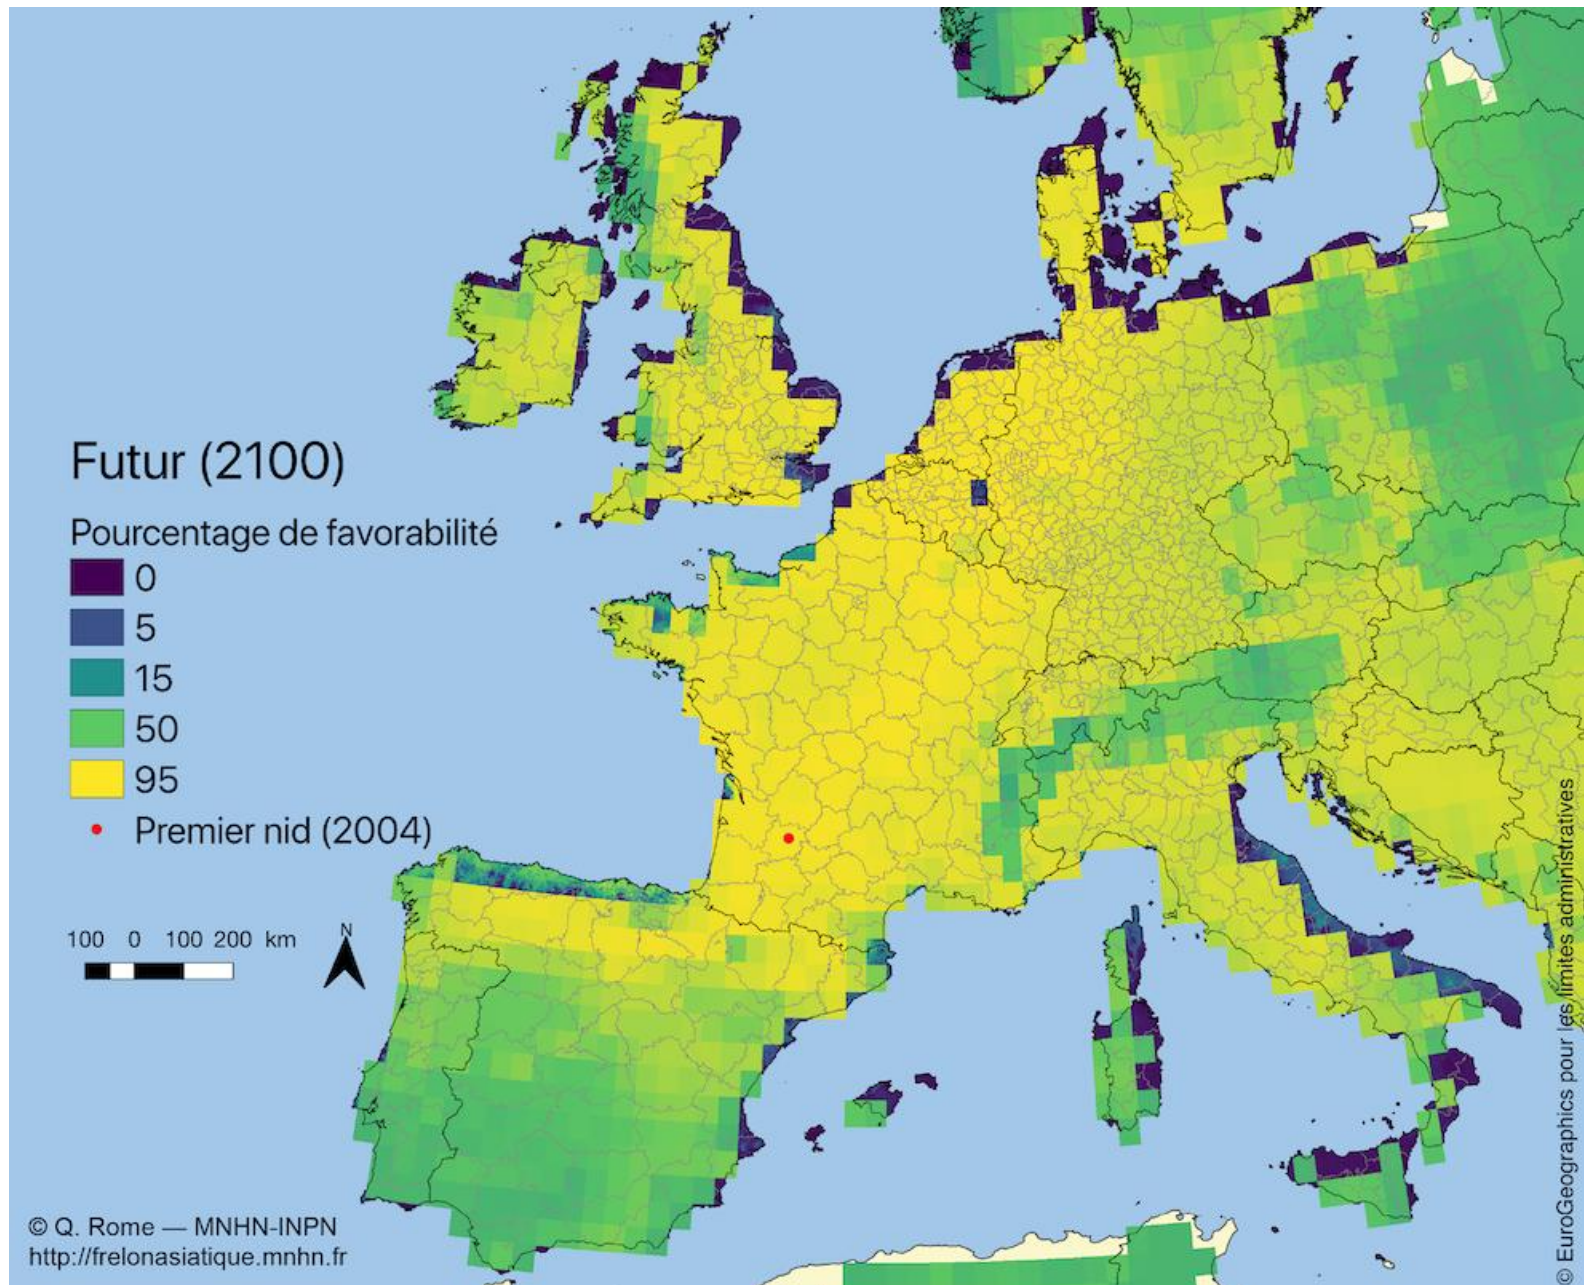 Futur (2100)
Pourcentage de favorabilité
0
5
15
50
95
Premier nid (2004)
100 0 100 200 km
N
© Q. Rome — MNHN-INPN
http://frelonasiatique.mnhn.fr
© EuroGeographics pour les limites administratives